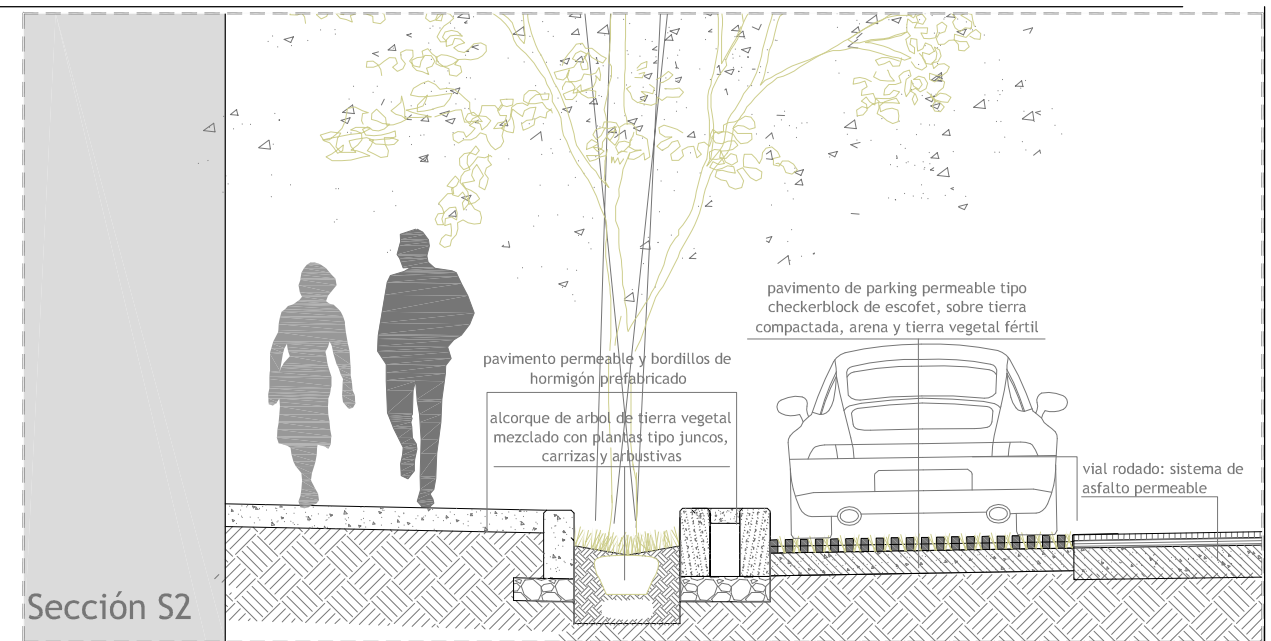 pavimento de parking permeable tipo
checkerblock de escofet, sobre tierra
compactada, arena y tierra vegetal fértil
pavimento permeable y bordillos de
hormigón prefabricado
alcorque de arbol de tierra vegetal
mezclado con plantas tipo juncos,
carrizas y arbustivas
vial rodado: sistema de
asfalto permeable
Sección S2